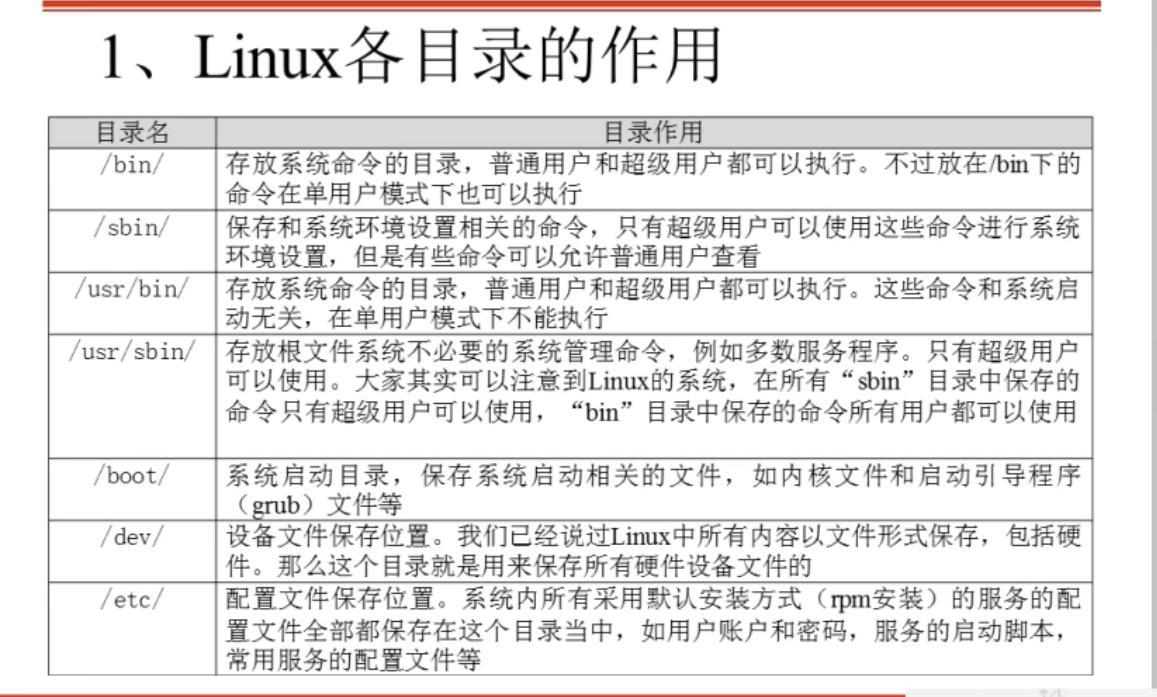 1、Linux各目录的作用
目录名 目录作用
/bin/ 存放系统命令的目录，普通用户和超级用户都可以执行。不过放在/bin下的
命令在单用户模式下也可以执行
/sbin/ 保存和系统环境设置相关的命令，只有超级用户可以使用这些命令进行系统
环境设置，但是有些命令可以允许普通用户查看
/usr/bin/ 存放系统命令的目录，普通用户和超级用户都可以执行。这些命令和系统启
动无关，在单用户模式下不能执行
/usr/sbin/ 存放根文件系统不必要的系统管理命令，例如多数服务程序。只有超级用户
可以使用。大家其实可以注意到Linux的系统，在所有“sbin”目录中保存的
命令只有超级用户可以使用，“bin”目录中保存的命令所有用户都可以使用
/boot/ 系统启动目录，保存系统启动相关的文件，如内核文件和启动引导程序
（grub）文件等
/dev/ 设备文件保存位置。我们已经说过Linux中所有内容以文件形式保存，包括硬
件。那么这个目录就是用来保存所有硬件设备文件的
/etc/ 配置文件保存位置。系统内所有采用默认安装方式（rpm安装）的服务的配
置文件全部都保存在这个目录当中，如用户账户和密码，服务的启动脚本，
常用服务的配置文件等